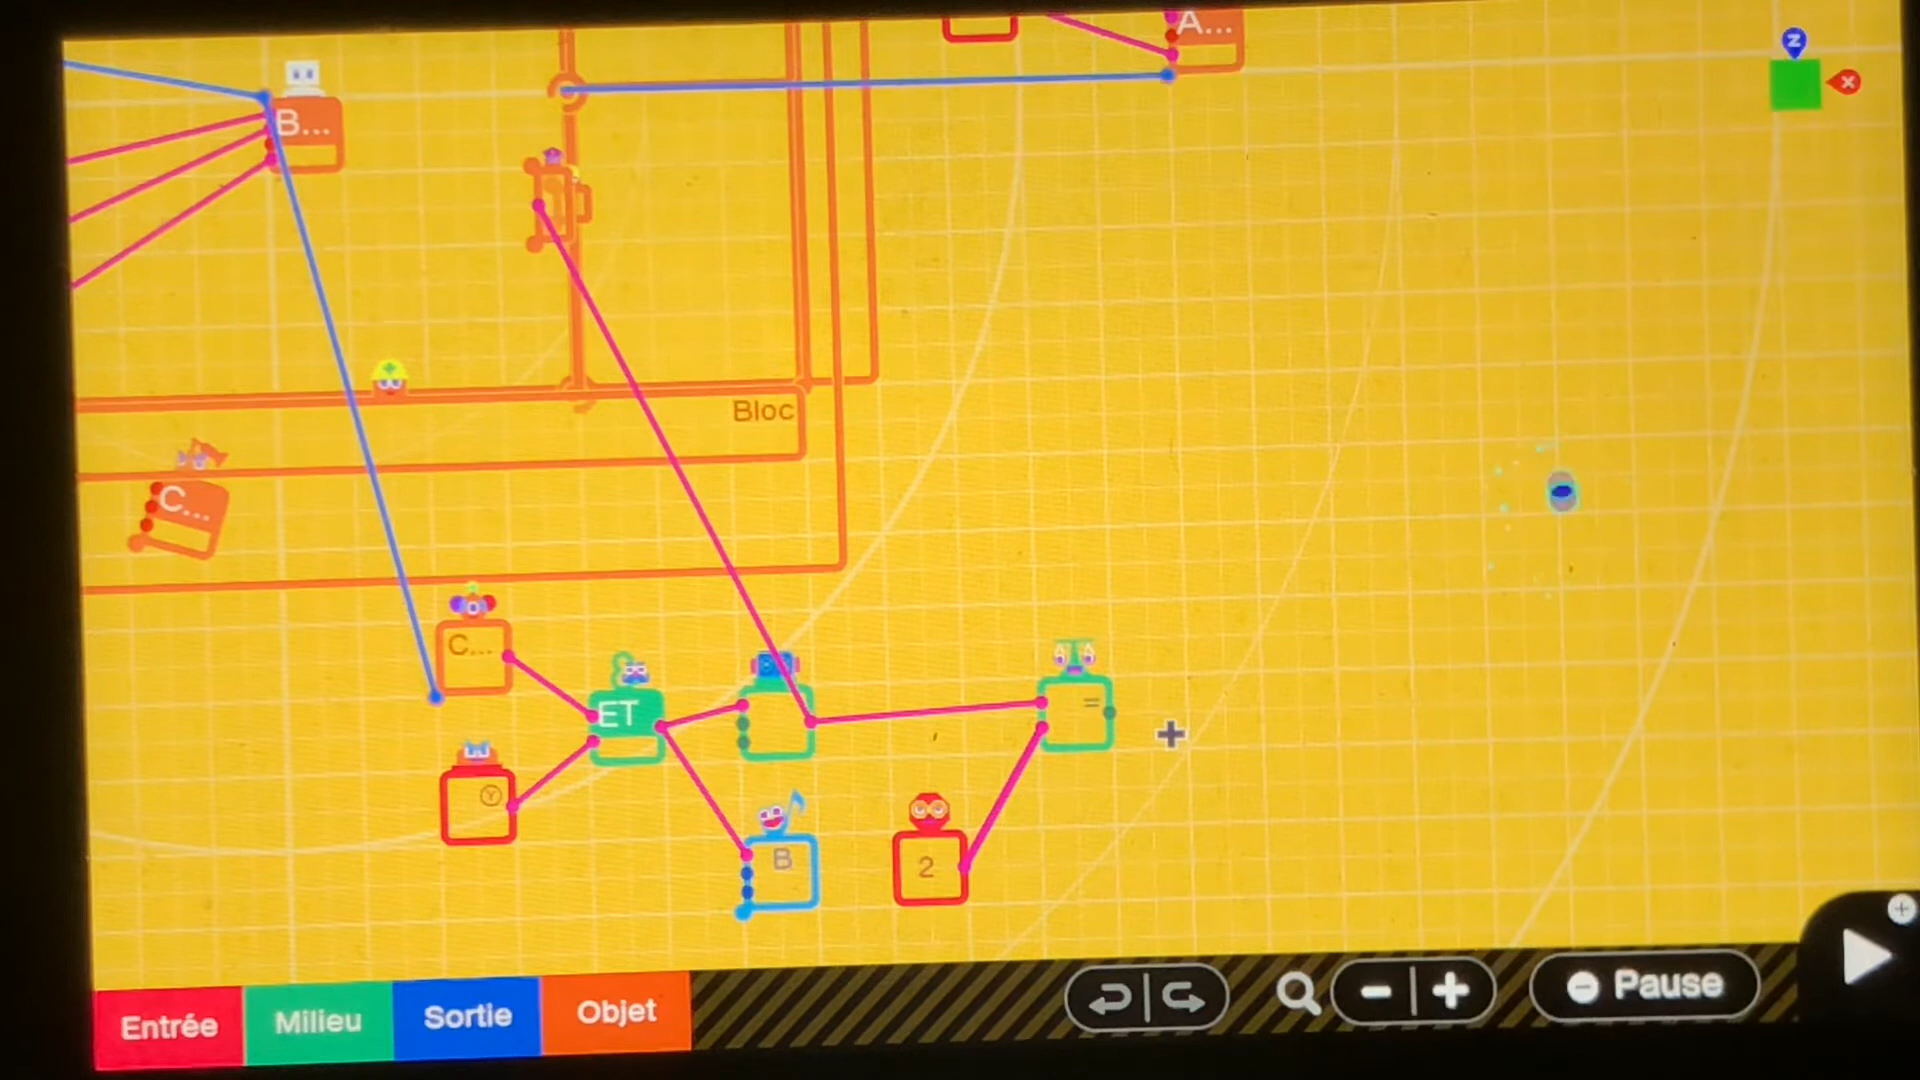 A...
Z
X
B...
Bloc
C...
C...
ET
=
Y
B
2
Entrée
Milieu
Sortie
Objet
Pause